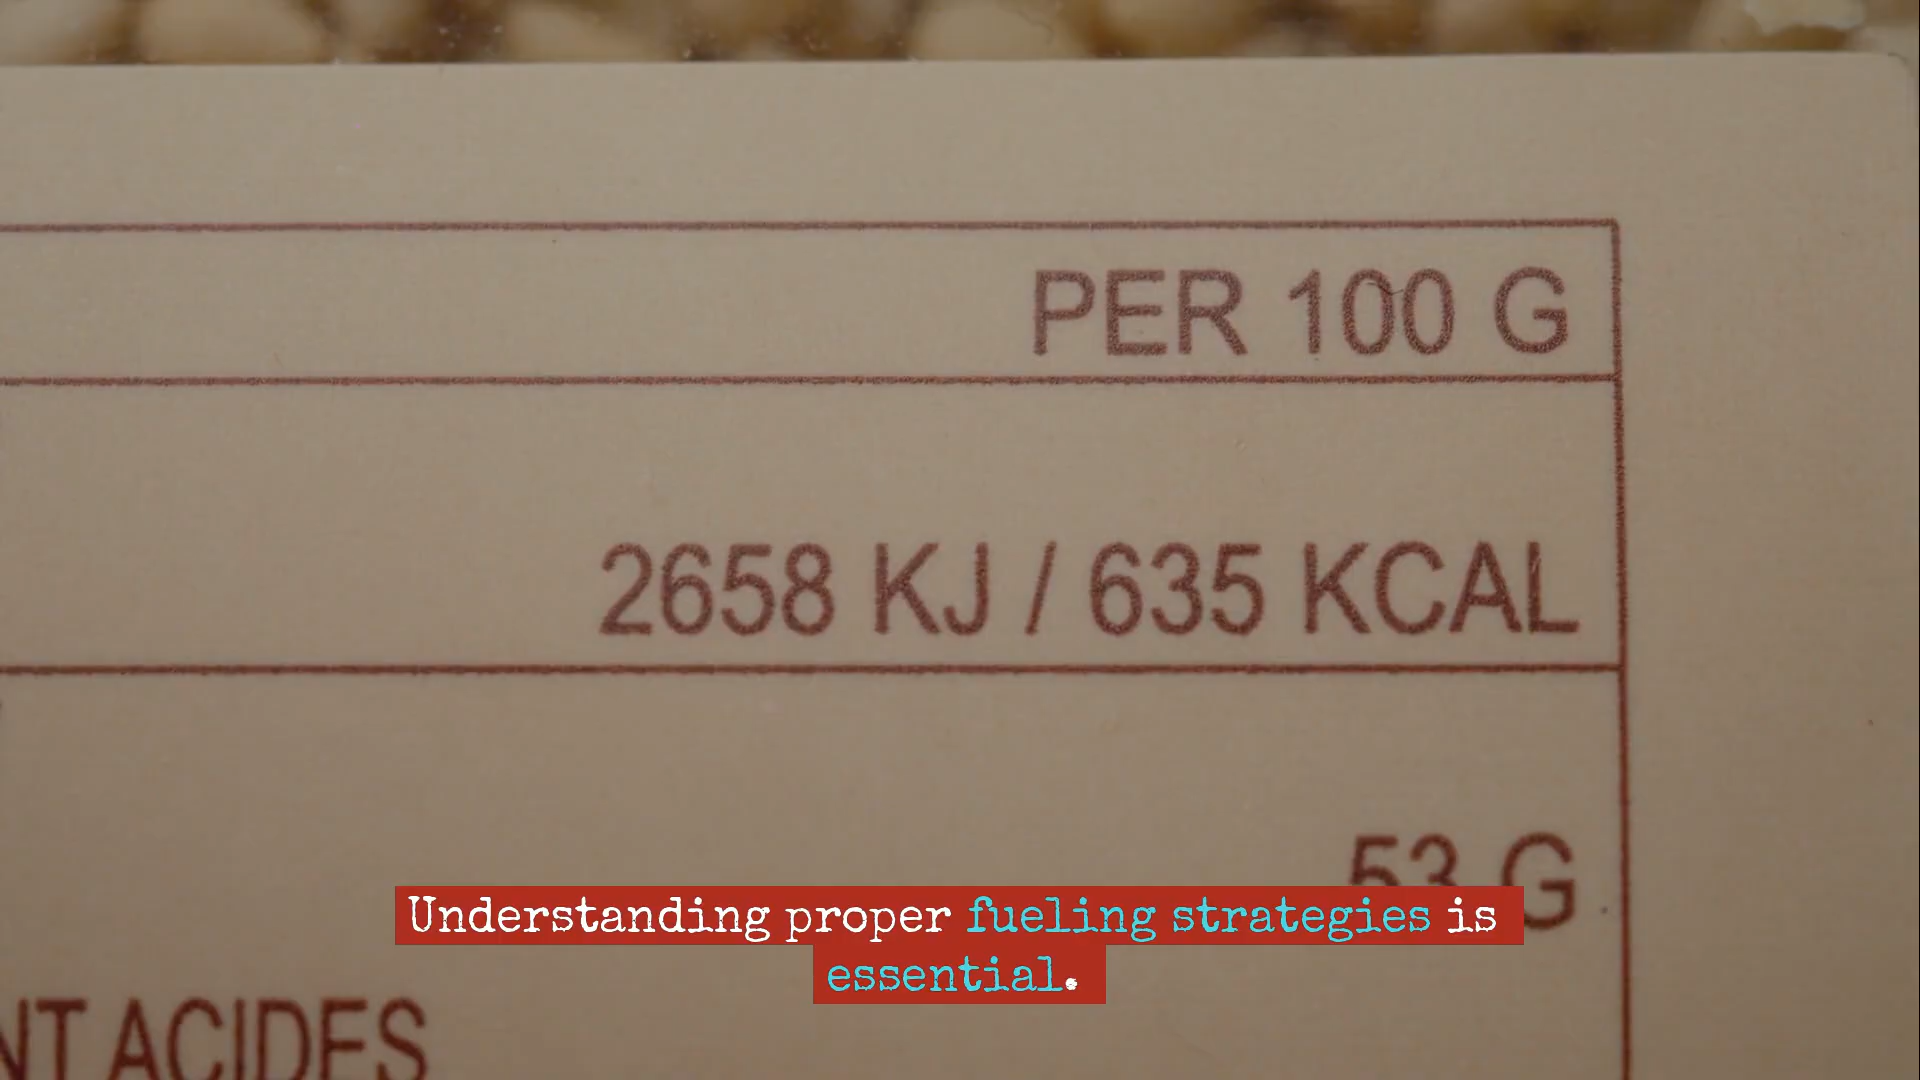 PER 100 G
2658 KJ / 635 KCAL
53 G
Understanding proper fueling strategies is
essential.
ACIDES